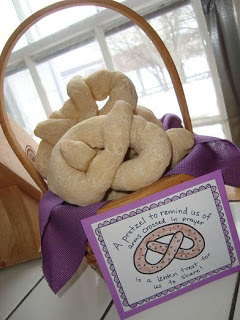 A pretzel to remind us of
arms crossed in prayer
is a lenten treat for
us to share!